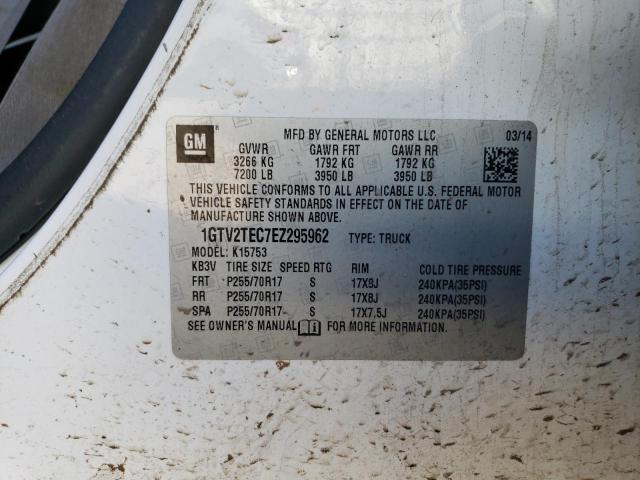 GM
MFD BY GENERAL MOTORS LLC 03/14
GVWR GAWR FRT GAWR RR
3266 KG 1792 KG 1792 KG
7200 LB 3950 LB 3950 LB
THIS VEHICLE CONFORMS TO ALL APPLICABLE U.S. FEDERAL MOTOR
VEHICLE SAFETY STANDARDS IN EFFECT ON THE DATE OF
MANUFACTURE SHOWN ABOVE.
1GTV2TEC7EZ295962 TYPE: TRUCK
MODEL: K15753
KB3V TIRE SIZE SPEED RTG RIM COLD TIRE PRESSURE
FRT P255/70R17 S 17X8J 240KPA(35PSI)
RR P255/70R17 S 17X8J 240KPA(35PSI)
SPA P255/70R17 S 17X7.5J 240KPA(35PSI)
SEE OWNER'S MANUAL FOR MORE INFORMATION.